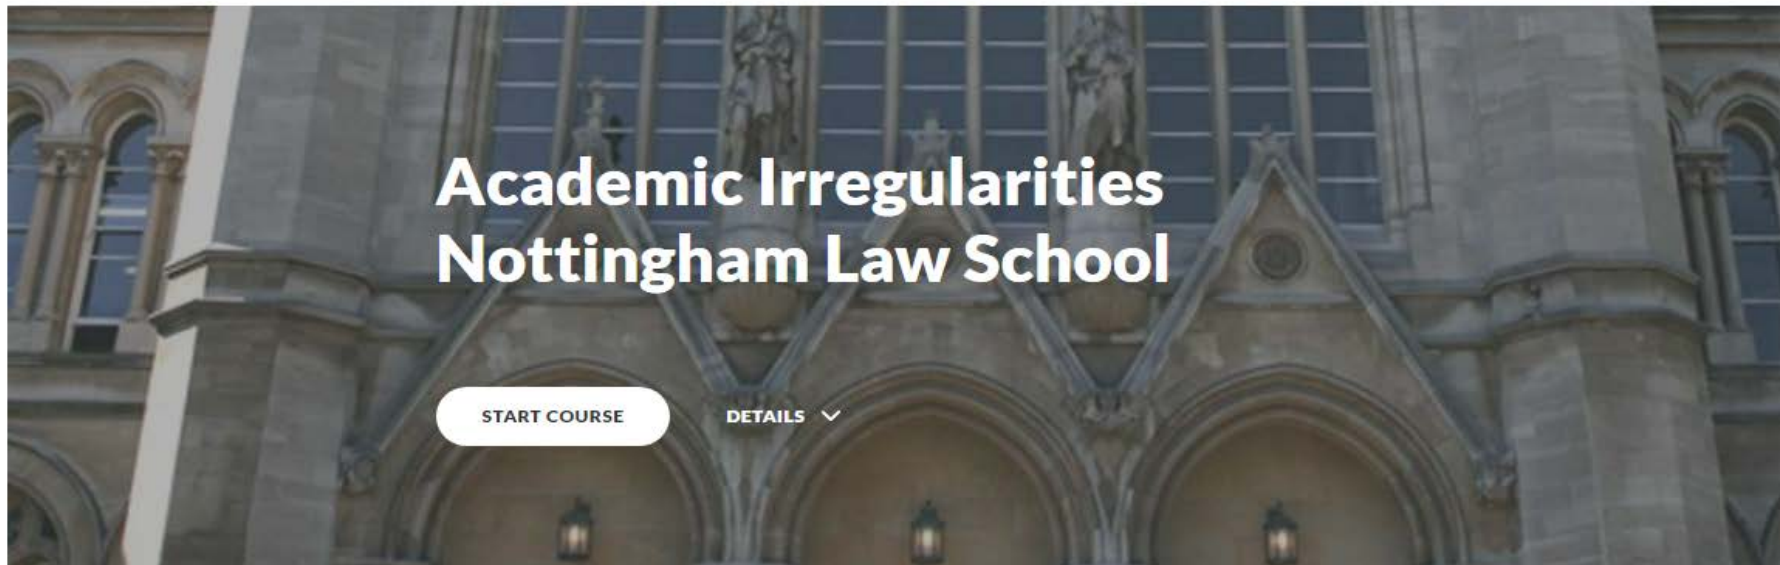 Academic Irregularities
Nottingham Law School
START COURSE
DETAILS